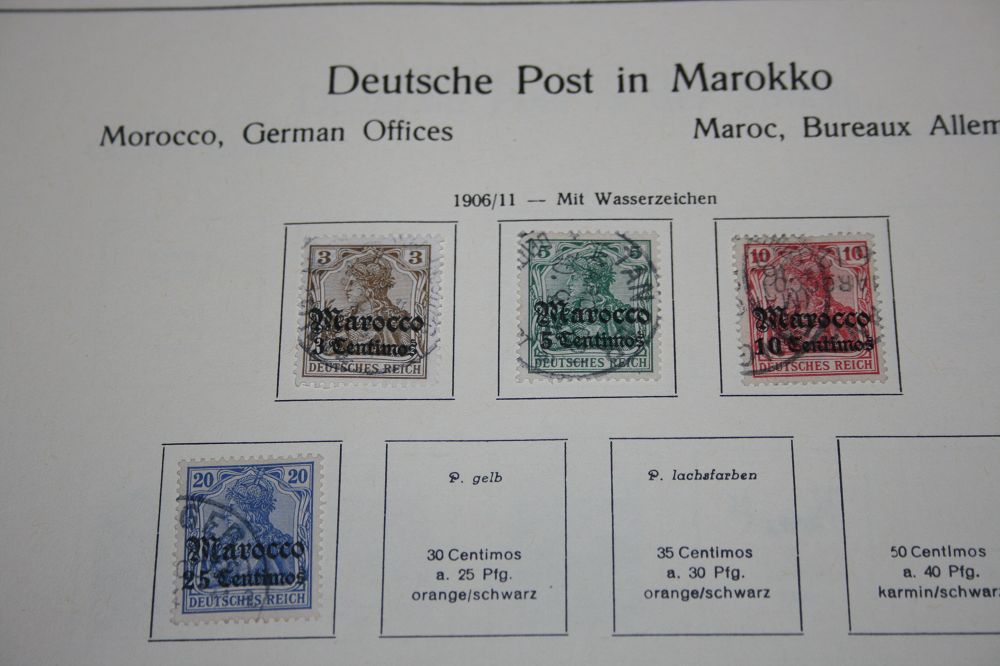 Deutsche Post in Marokko
Morocco, German Offices
Maroc, Bureaux Allem
1906/11 — Mit Wasserzeichen
3 3
Marocco
3 Centimos
DEUTSCHES REICH
5 5
Marocco
5 Centimos
DEUTSCHES REICH
10 10
Marocco
10 Centimos
DEUTSCHES REICH
20 20
Marocco
25 Centimos
DEUTSCHES REICH
P. gelb
30 Centimos
a. 25 Pfg.
orange/schwarz
P. lachsfarben
35 Centimos
a. 30 Pfg.
orange/schwarz
50 Centimos
a. 40 Pfg.
karmin/schwarz